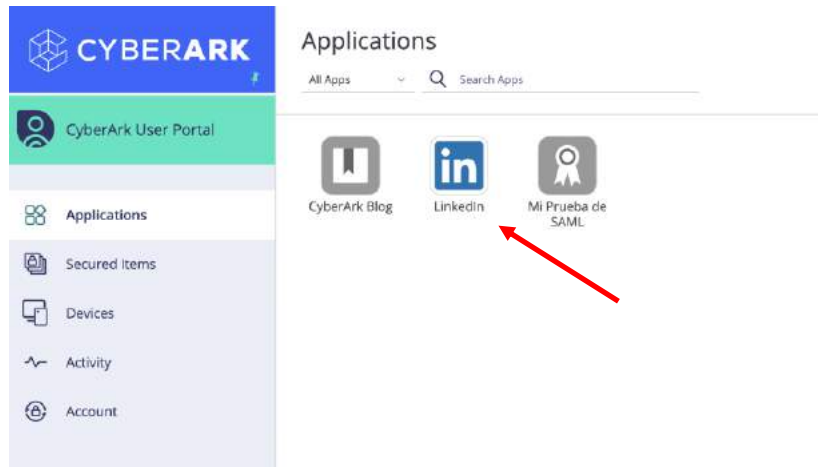 CYBERARK
CyberArk User Portal
Applications
Secured Items
Devices
Activity
Account
Applications
All Apps
Search Apps
in
CyberArk Blog
LinkedIn
Mi Prueba de
SAML